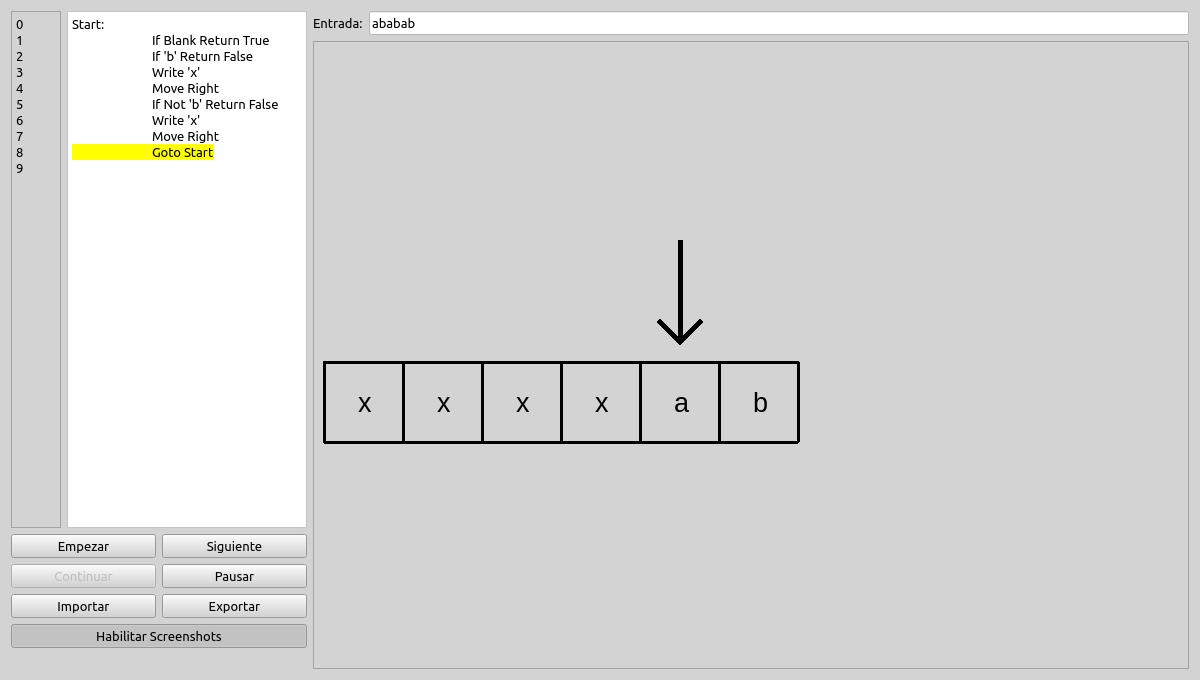 0
1
2
3
4
5
6
7
8
9
Start:
If Blank Return True
If 'b' Return False
Write 'x'
Move Right
If Not 'b' Return False
Write 'x'
Move Right
Goto Start
Entrada: ababab
x x x x a b
Empezar Siguiente
Continuar Pausar
Importar Exportar
Habilitar Screenshots